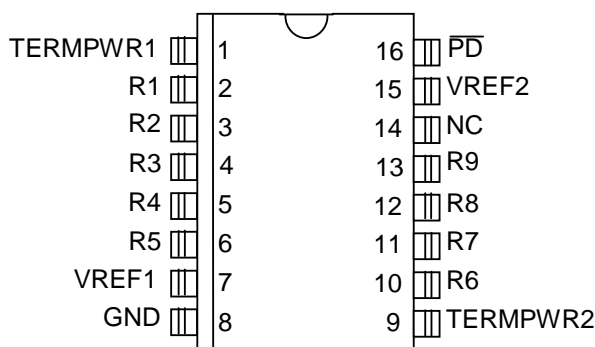 TERMPWR1 1 16 P̅D̅
R1 2 15 VREF2
R2 3 14 NC
R3 4 13 R9
R4 5 12 R8
R5 6 11 R7
VREF1 7 10 R6
GND 8 9 TERMPWR2